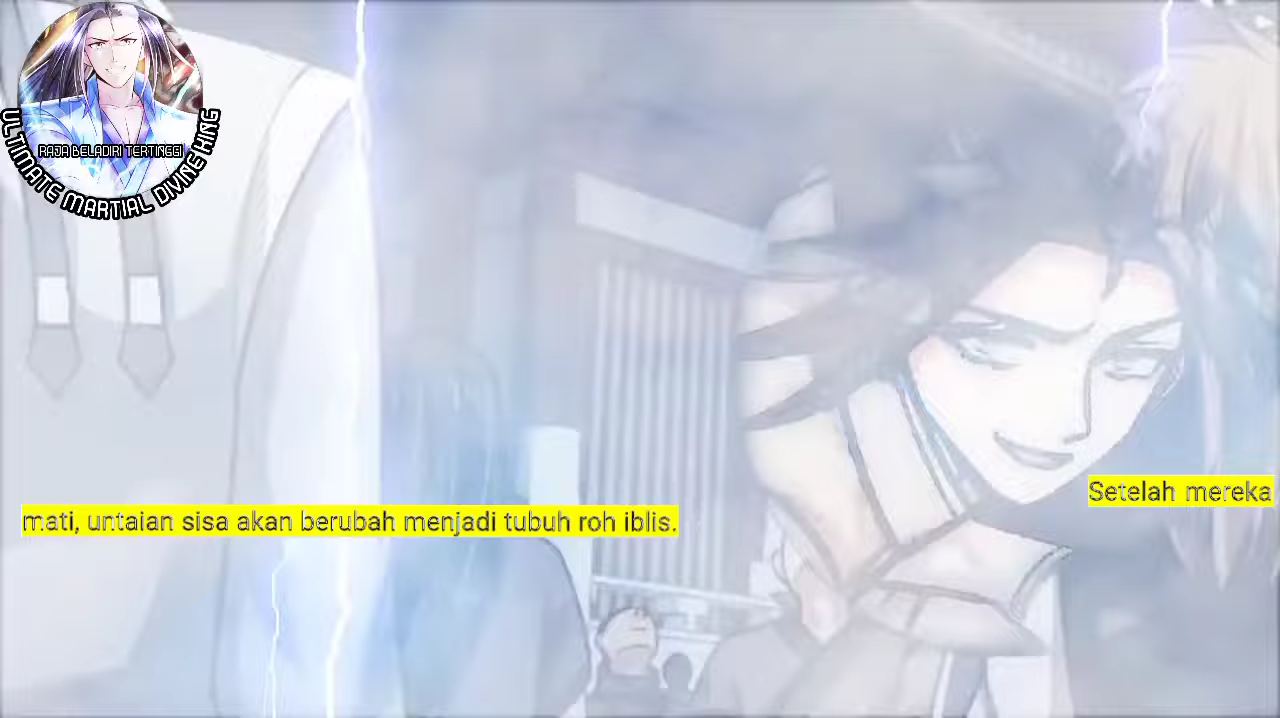 RAJA BELADIRI TERTINGGI
ULTIMATE MARTIAL DIVINE KING
Setelah mereka
mati, untaian sisa akan berubah menjadi tubuh roh iblis.